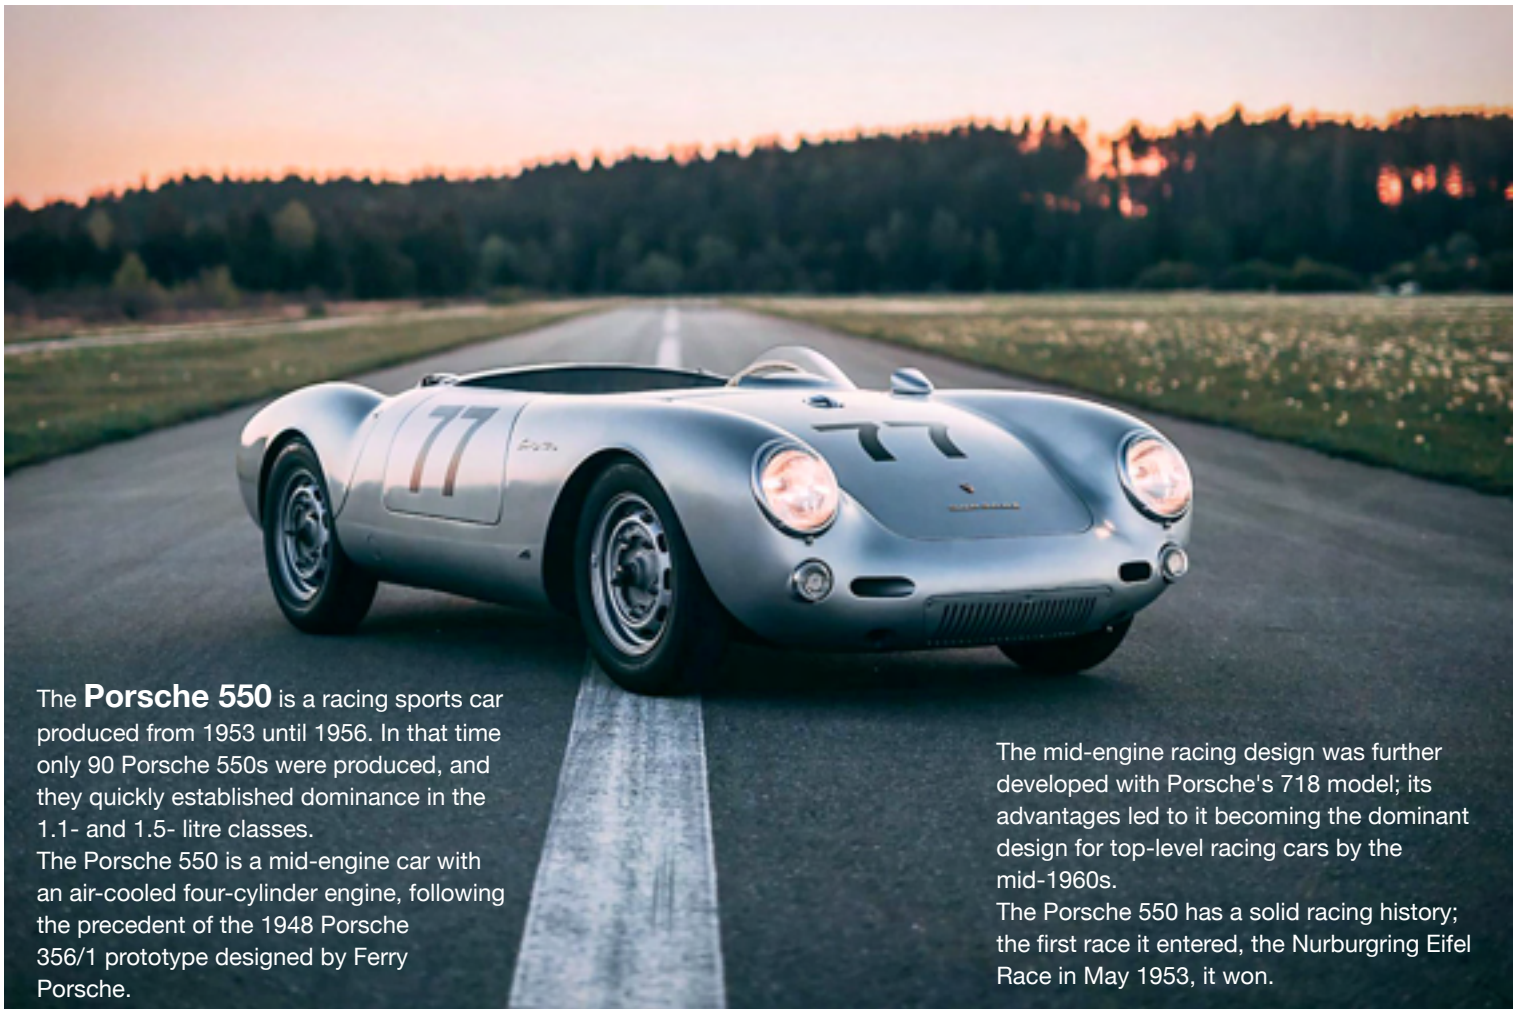 77
77
The Porsche 550 is a racing sports car
produced from 1953 until 1956. In that time
only 90 Porsche 550s were produced, and
they quickly established dominance in the
1.1- and 1.5- litre classes.
The Porsche 550 is a mid-engine car with
an air-cooled four-cylinder engine, following
the precedent of the 1948 Porsche
356/1 prototype designed by Ferry
Porsche.
The mid-engine racing design was further
developed with Porsche's 718 model; its
advantages led to it becoming the dominant
design for top-level racing cars by the
mid-1960s.
The Porsche 550 has a solid racing history;
the first race it entered, the Nurburgring Eifel
Race in May 1953, it won.